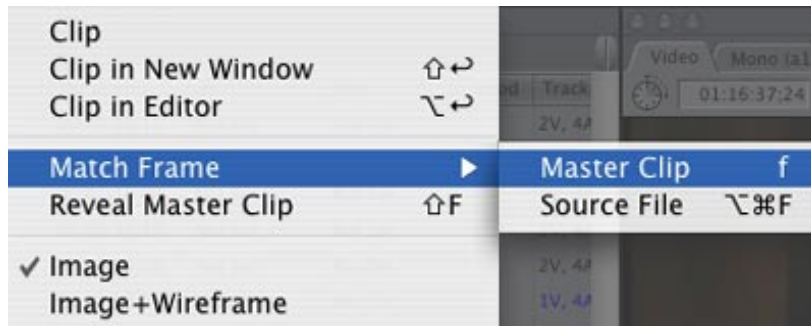 Clip
Clip in New Window ⇧↩
Clip in Editor ⌥↩
Match Frame ▶
Reveal Master Clip ⇧F
✓ Image
Image+Wireframe
Master Clip f
Source File ⌥⌘F
Video Mono (a1
01:16:37;24
Track
2V, 4A
2V, 4A
1V, 4A